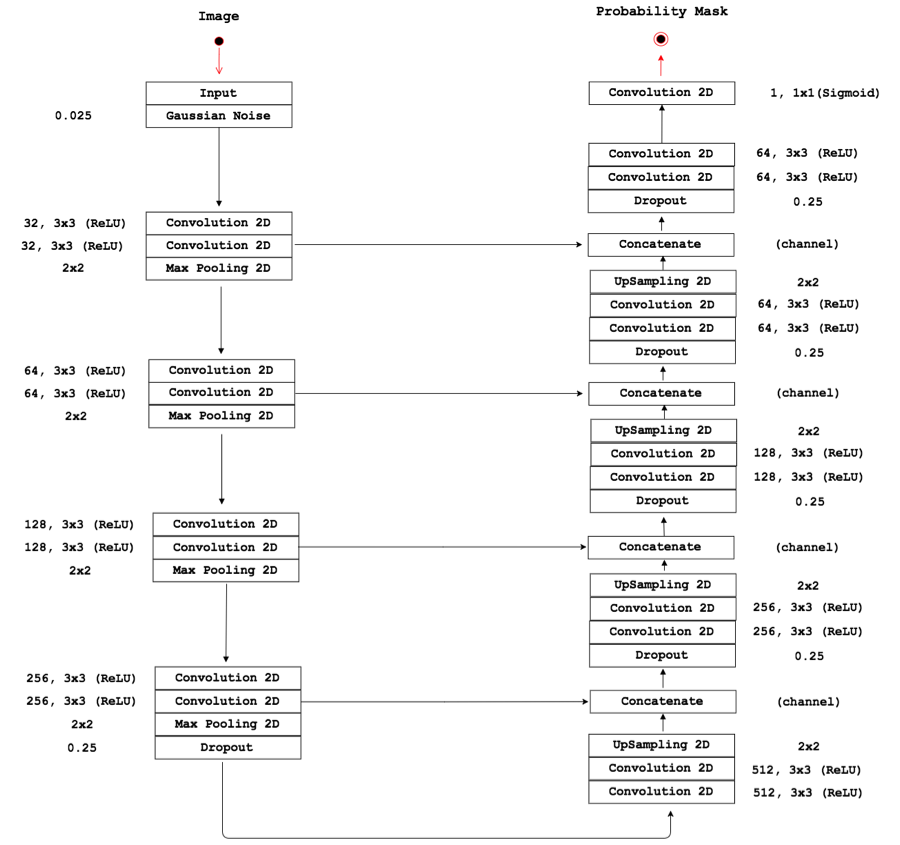 Image
Input
0.025 Gaussian Noise
32, 3x3 (ReLU) Convolution 2D
32, 3x3 (ReLU) Convolution 2D
2x2 Max Pooling 2D
64, 3x3 (ReLU) Convolution 2D
64, 3x3 (ReLU) Convolution 2D
2x2 Max Pooling 2D
128, 3x3 (ReLU) Convolution 2D
128, 3x3 (ReLU) Convolution 2D
2x2 Max Pooling 2D
256, 3x3 (ReLU) Convolution 2D
256, 3x3 (ReLU) Convolution 2D
2x2 Max Pooling 2D
0.25 Dropout
Probability Mask
Convolution 2D 1, 1x1(Sigmoid)
Convolution 2D 64, 3x3 (ReLU)
Convolution 2D 64, 3x3 (ReLU)
Dropout 0.25
Concatenate (channel)
UpSampling 2D 2x2
Convolution 2D 64, 3x3 (ReLU)
Convolution 2D 64, 3x3 (ReLU)
Dropout 0.25
Concatenate (channel)
UpSampling 2D 2x2
Convolution 2D 128, 3x3 (ReLU)
Convolution 2D 128, 3x3 (ReLU)
Dropout 0.25
Concatenate (channel)
UpSampling 2D 2x2
Convolution 2D 256, 3x3 (ReLU)
Convolution 2D 256, 3x3 (ReLU)
Dropout 0.25
Concatenate (channel)
UpSampling 2D 2x2
Convolution 2D 512, 3x3 (ReLU)
Convolution 2D 512, 3x3 (ReLU)